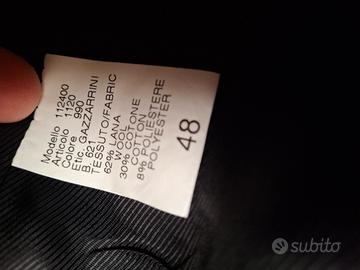 Modello 112400
Articolo 1120
Colore 990
Etic. GAZZARRINI
B. 621
TESSUTO/FABRIC
62% LANA
WOOL
30% COTONE
COTTON
8% POLIESTERE
POLYESTER
48
subito